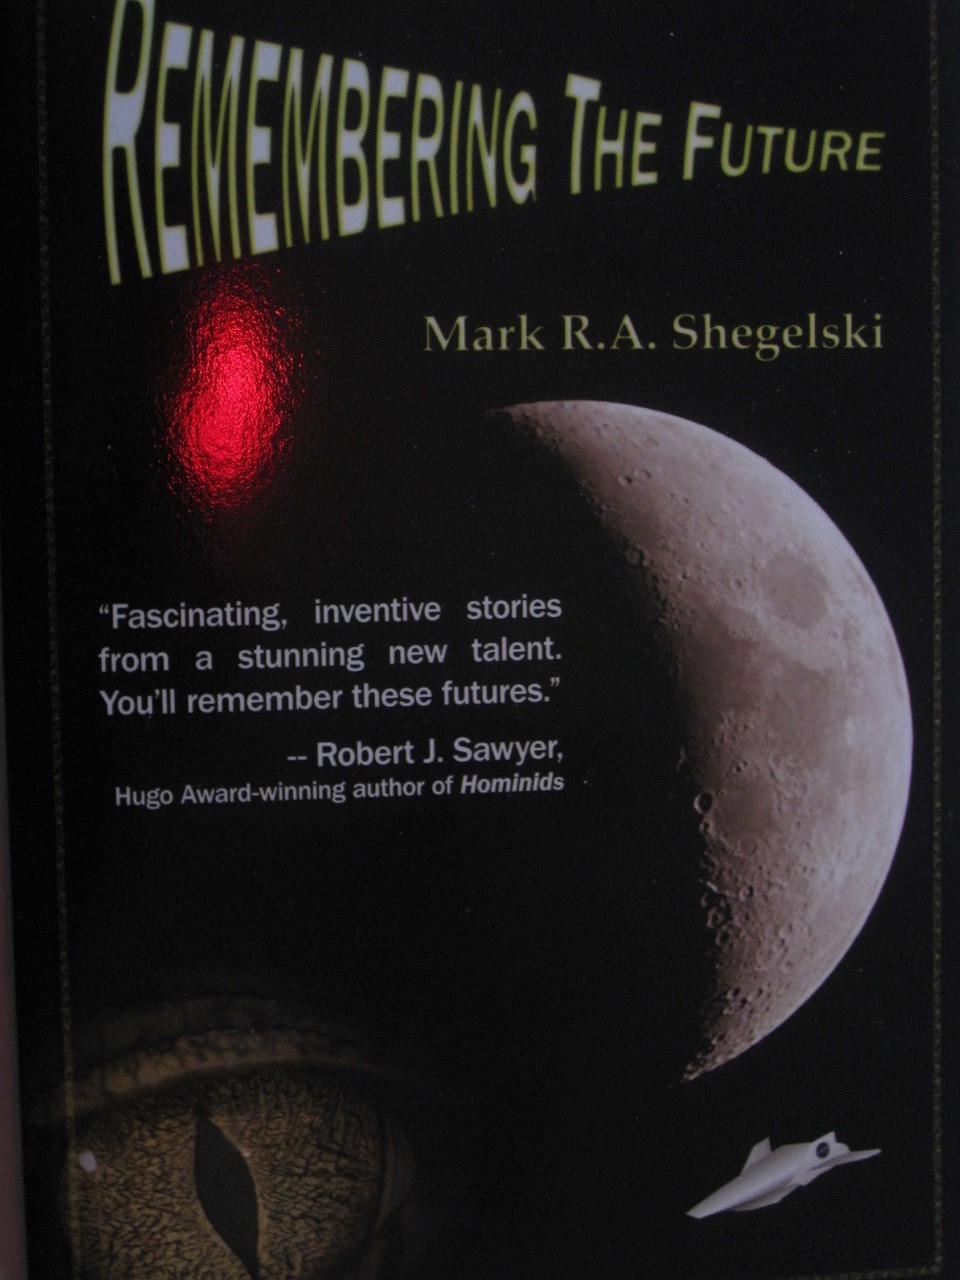 REMEMBERING THE FUTURE
Mark R.A. Shegelski
“Fascinating, inventive stories
from a stunning new talent.
You’ll remember these futures.”
-- Robert J. Sawyer,
Hugo Award-winning author of Hominids